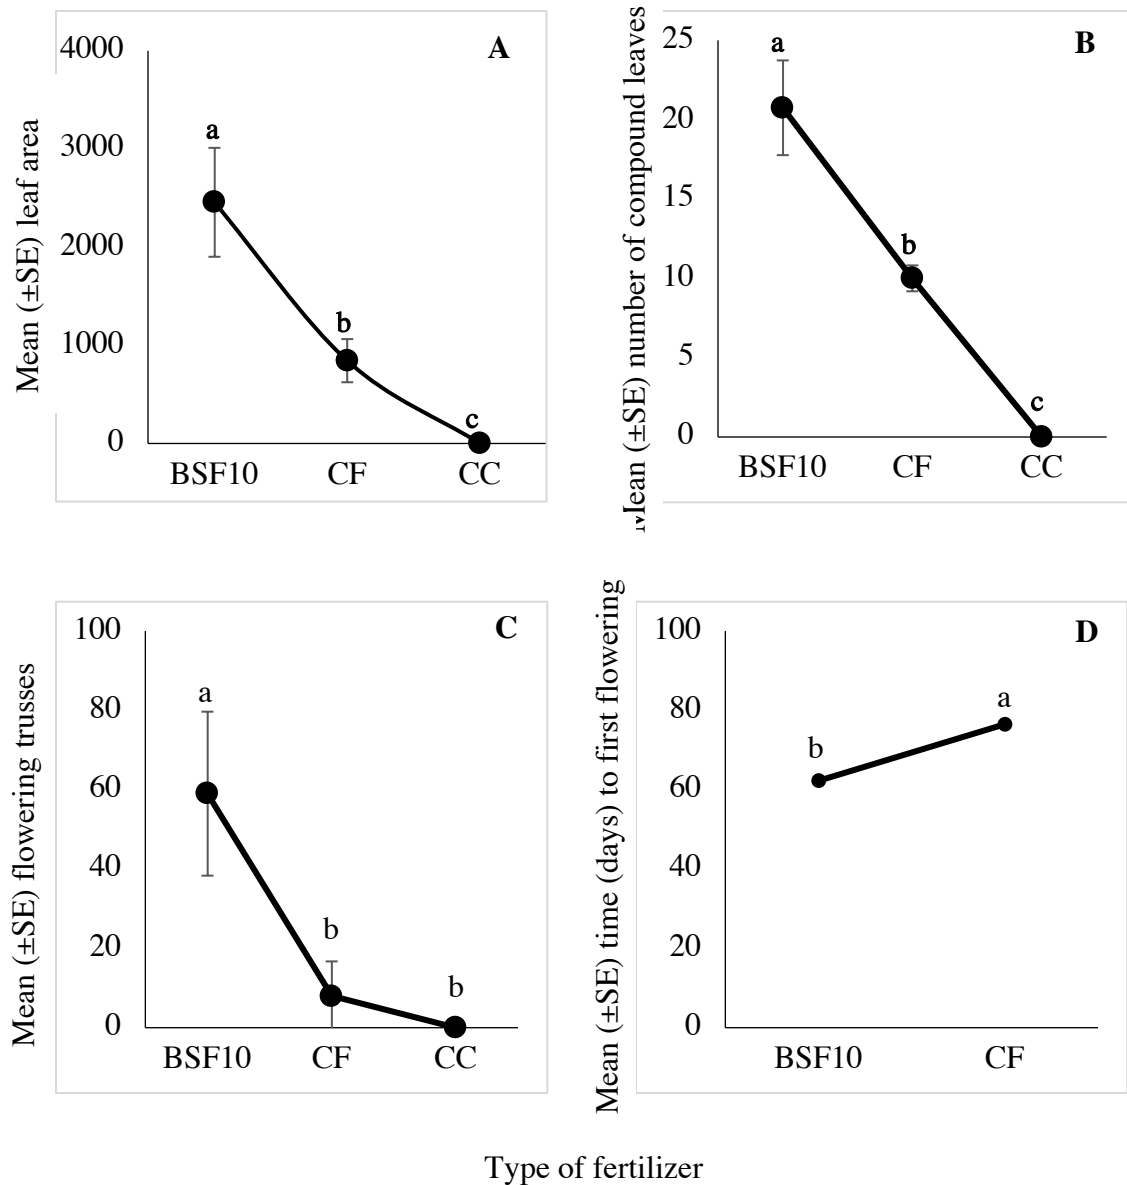 A
Mean (±SE) leaf area
4000
3000
2000
1000
0
a
b
c
BSF10 CF CC
B
Mean (±SE) number of compound leaves
25
20
15
10
5
0
a
b
c
BSF10 CF CC
C
Mean (±SE) flowering trusses
100
80
60
40
20
0
a
b
b
BSF10 CF CC
D
Mean (±SE) time (days) to first flowering
100
80
60
40
20
0
b
a
BSF10 CF
Type of fertilizer